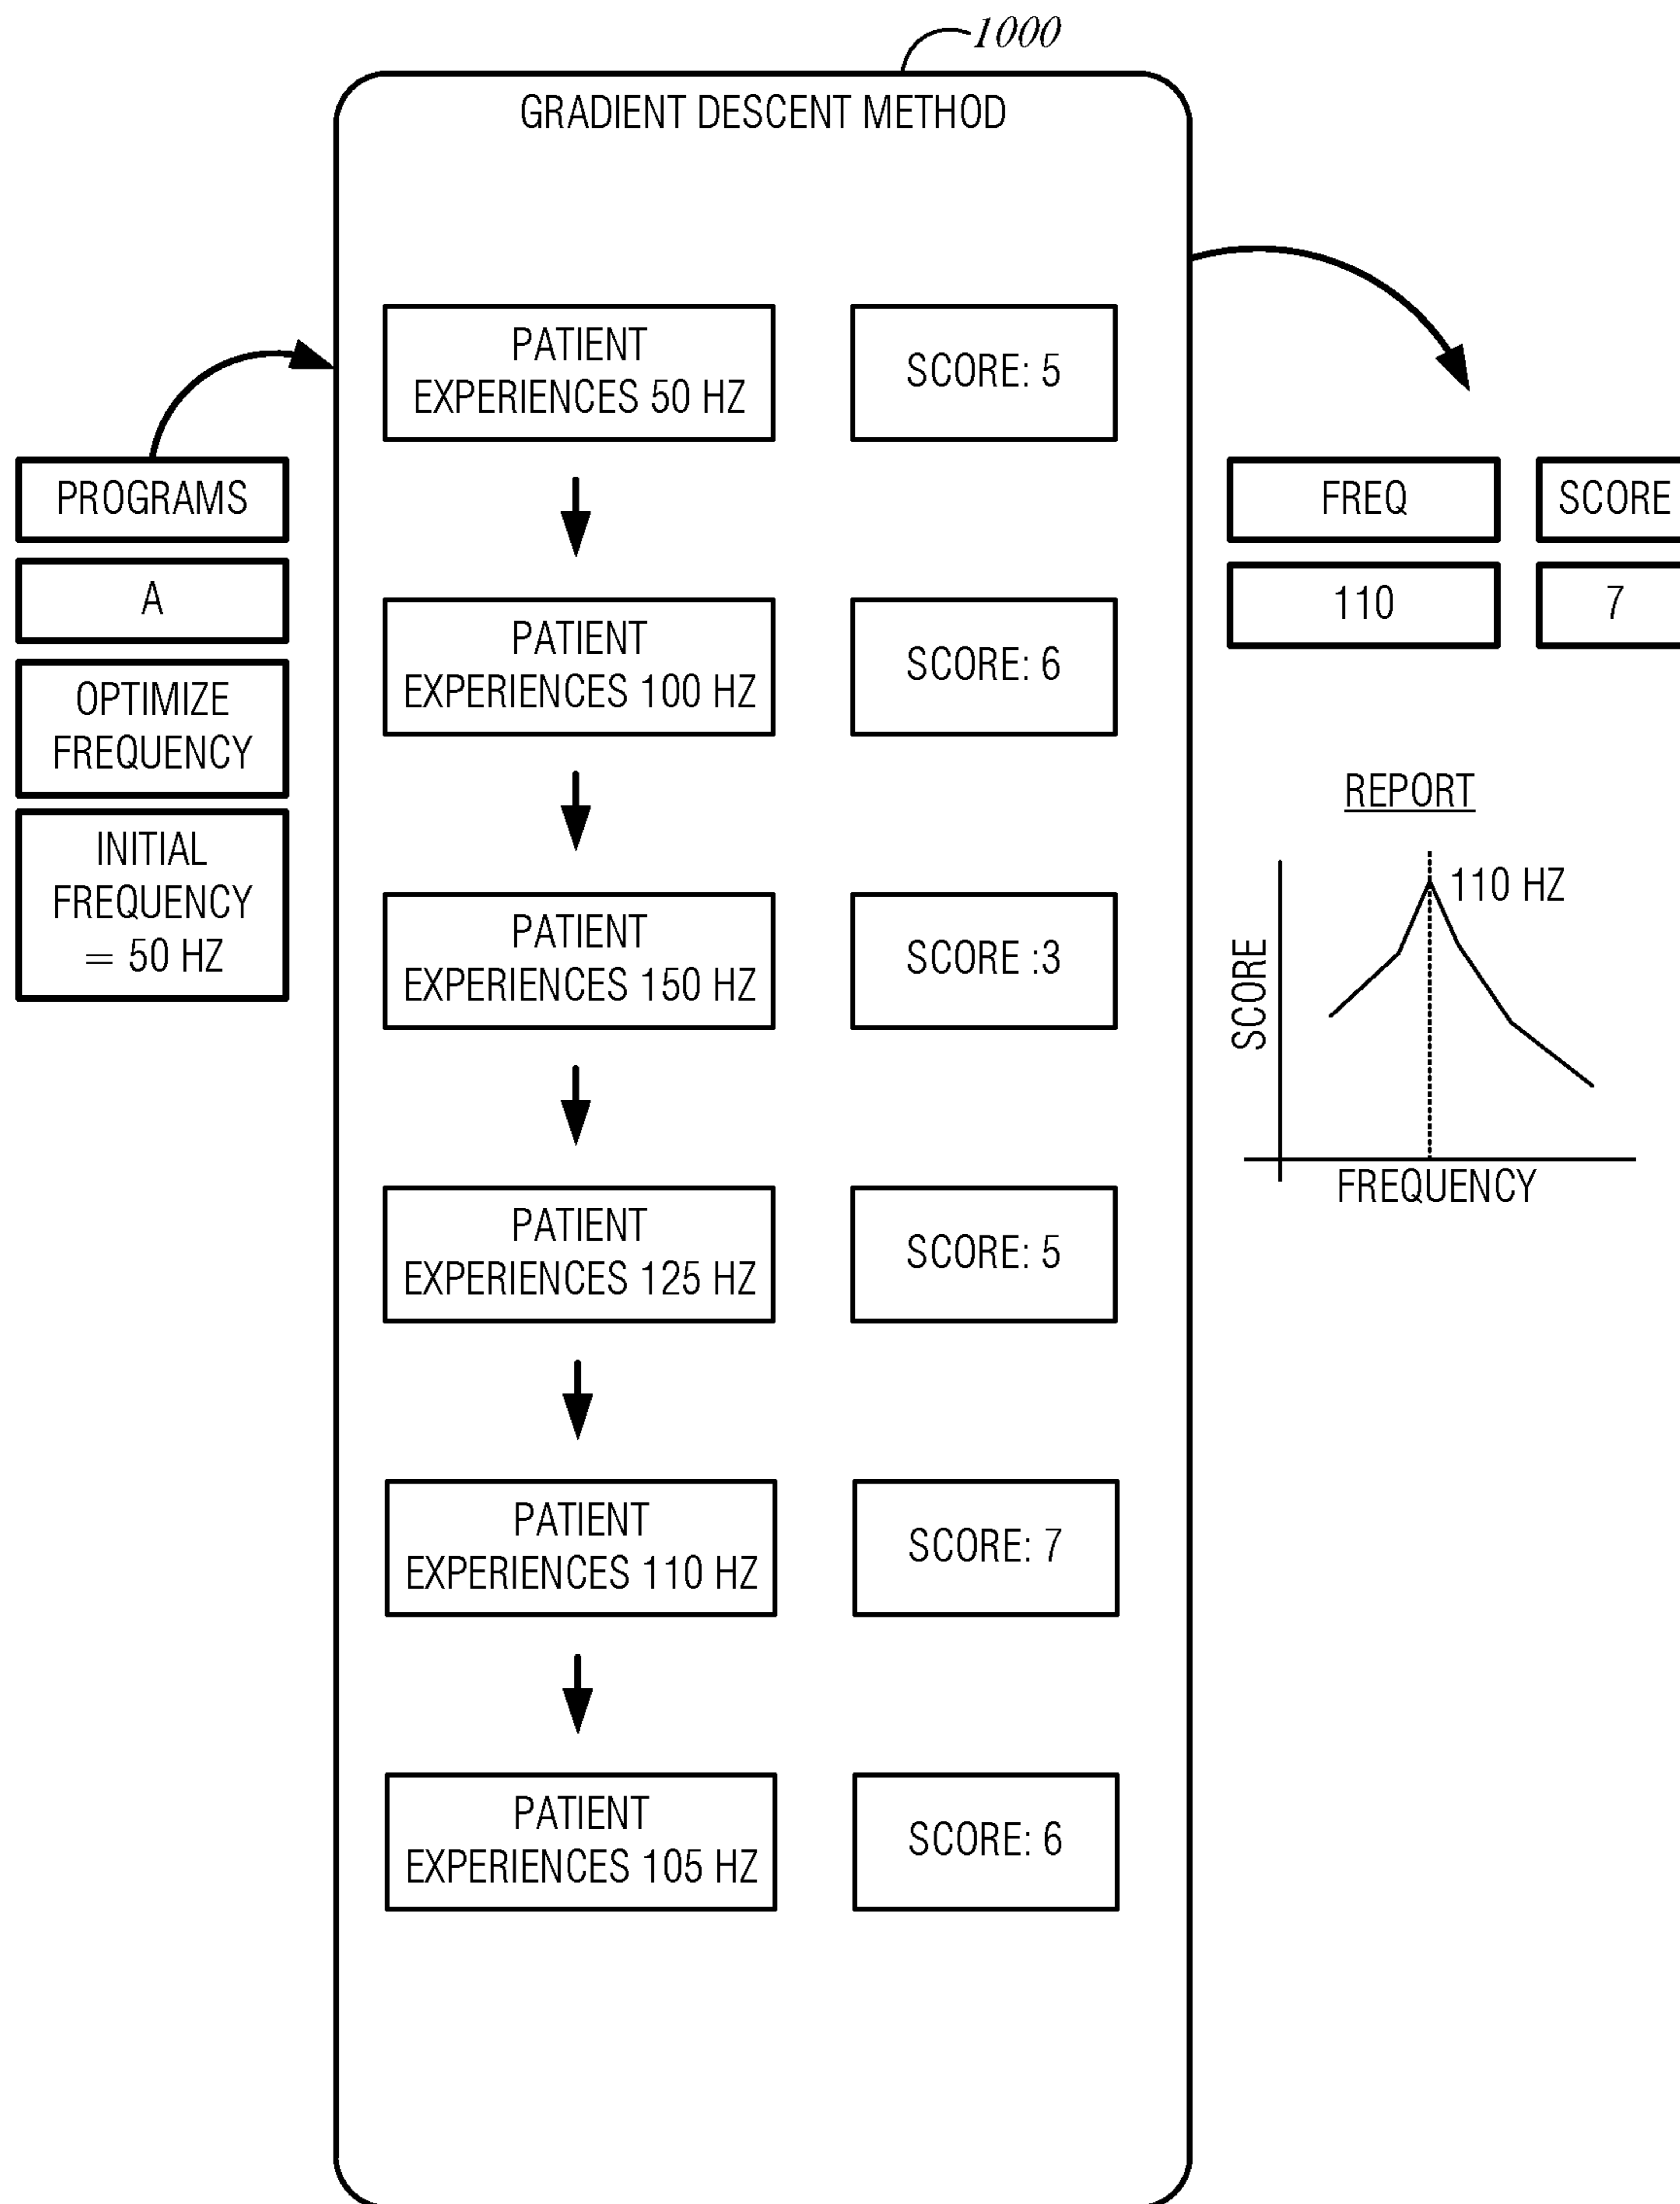 1000
GRADIENT DESCENT METHOD
PROGRAMS
A
OPTIMIZE
FREQUENCY
INITIAL
FREQUENCY
= 50 HZ
PATIENT
EXPERIENCES 50 HZ
SCORE: 5
PATIENT
EXPERIENCES 100 HZ
SCORE: 6
PATIENT
EXPERIENCES 150 HZ
SCORE :3
PATIENT
EXPERIENCES 125 HZ
SCORE: 5
PATIENT
EXPERIENCES 110 HZ
SCORE: 7
PATIENT
EXPERIENCES 105 HZ
SCORE: 6
FREQ
SCORE
110
7
REPORT
110 HZ
SCORE
FREQUENCY